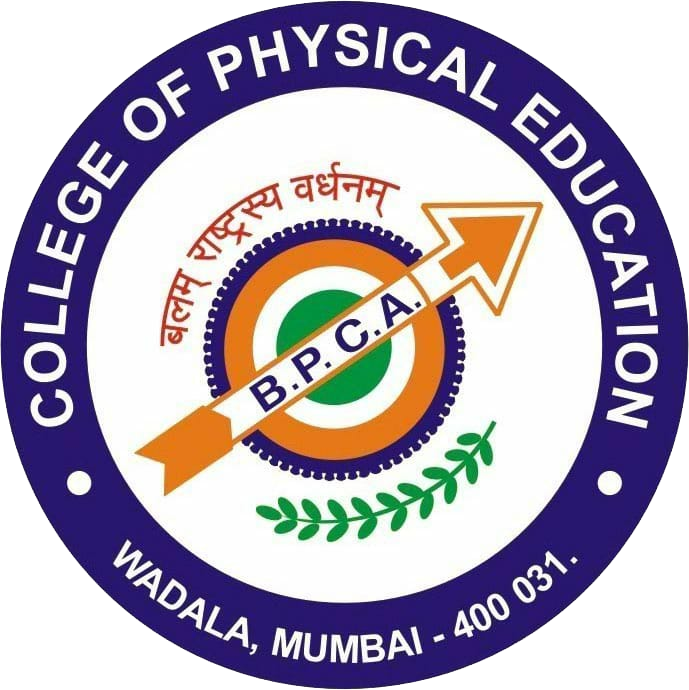 COLLEGE OF PHYSICAL EDUCATION
बलम् राष्ट्रस्य वर्धनम्
B.P.C.A.
WADALA, MUMBAI - 400 031.